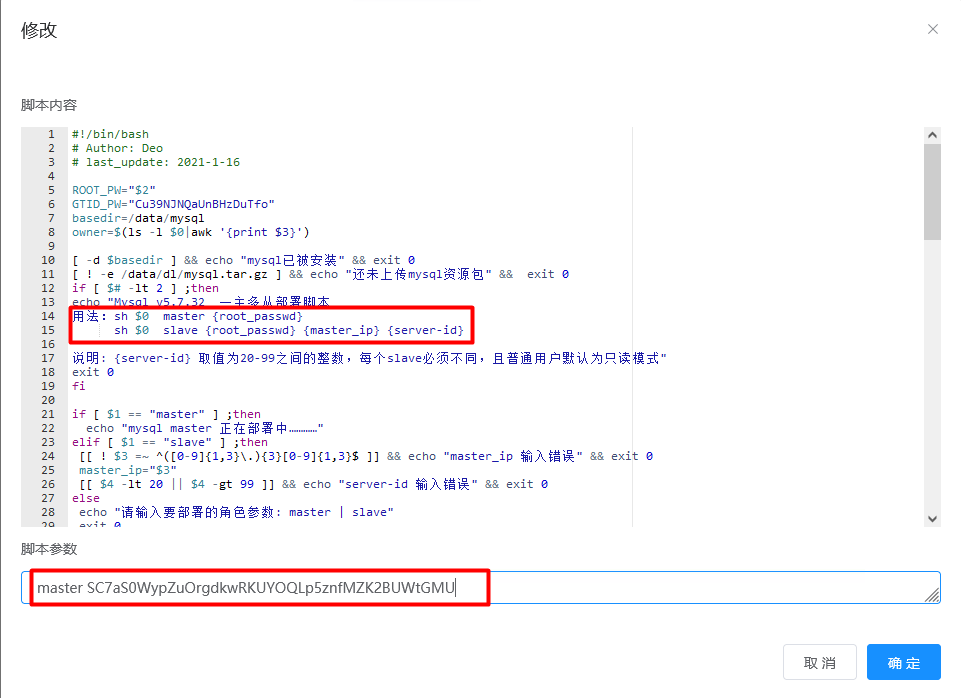 修改
脚本内容
1 #!/bin/bash
2 # Author: Deo
3 # last_update: 2021-1-16
4
5 ROOT_PW="$2"
6 GTID_PW="Cu39NJNQaUnBHzDuTfo"
7 basedir=/data/mysql
8 owner=$(ls -l $0|awk '{print $3}')
9
10 [ -d $basedir ] && echo "mysql已被安装" && exit 0
11 [ ! -e /data/dl/mysql.tar.gz ] && echo "还未上传mysql资源包" &&  exit 0
12 if [ $# -lt 2 ] ;then
13 echo "Mysql v5.7.32  一主多从部署脚本
14 用法: sh $0  master {root_passwd}
15       sh $0  slave {root_passwd} {master_ip} {server-id}
16
17 说明: {server-id} 取值为20-99之间的整数, 每个slave必须不同, 且普通用户默认为只读模式"
18 exit 0
19 fi
20
21 if [ $1 == "master" ] ;then
22   echo "mysql master 正在部署中…………"
23 elif [ $1 == "slave" ] ;then
24  [[ ! $3 =~ ^([0-9]{1,3}\.){3}[0-9]{1,3}$ ]] && echo "master_ip 输入错误" && exit 0
25  master_ip="$3"
26  [[ $4 -lt 20 || $4 -gt 99 ]] && echo "server-id 输入错误" && exit 0
27 else
28  echo "请输入要部署的角色参数: master | slave"
29  exit 0
脚本参数
master SC7aS0WypZuOrgdkwRKUYOQLp5znfMZK2BUWtGMU
取 消
确 定